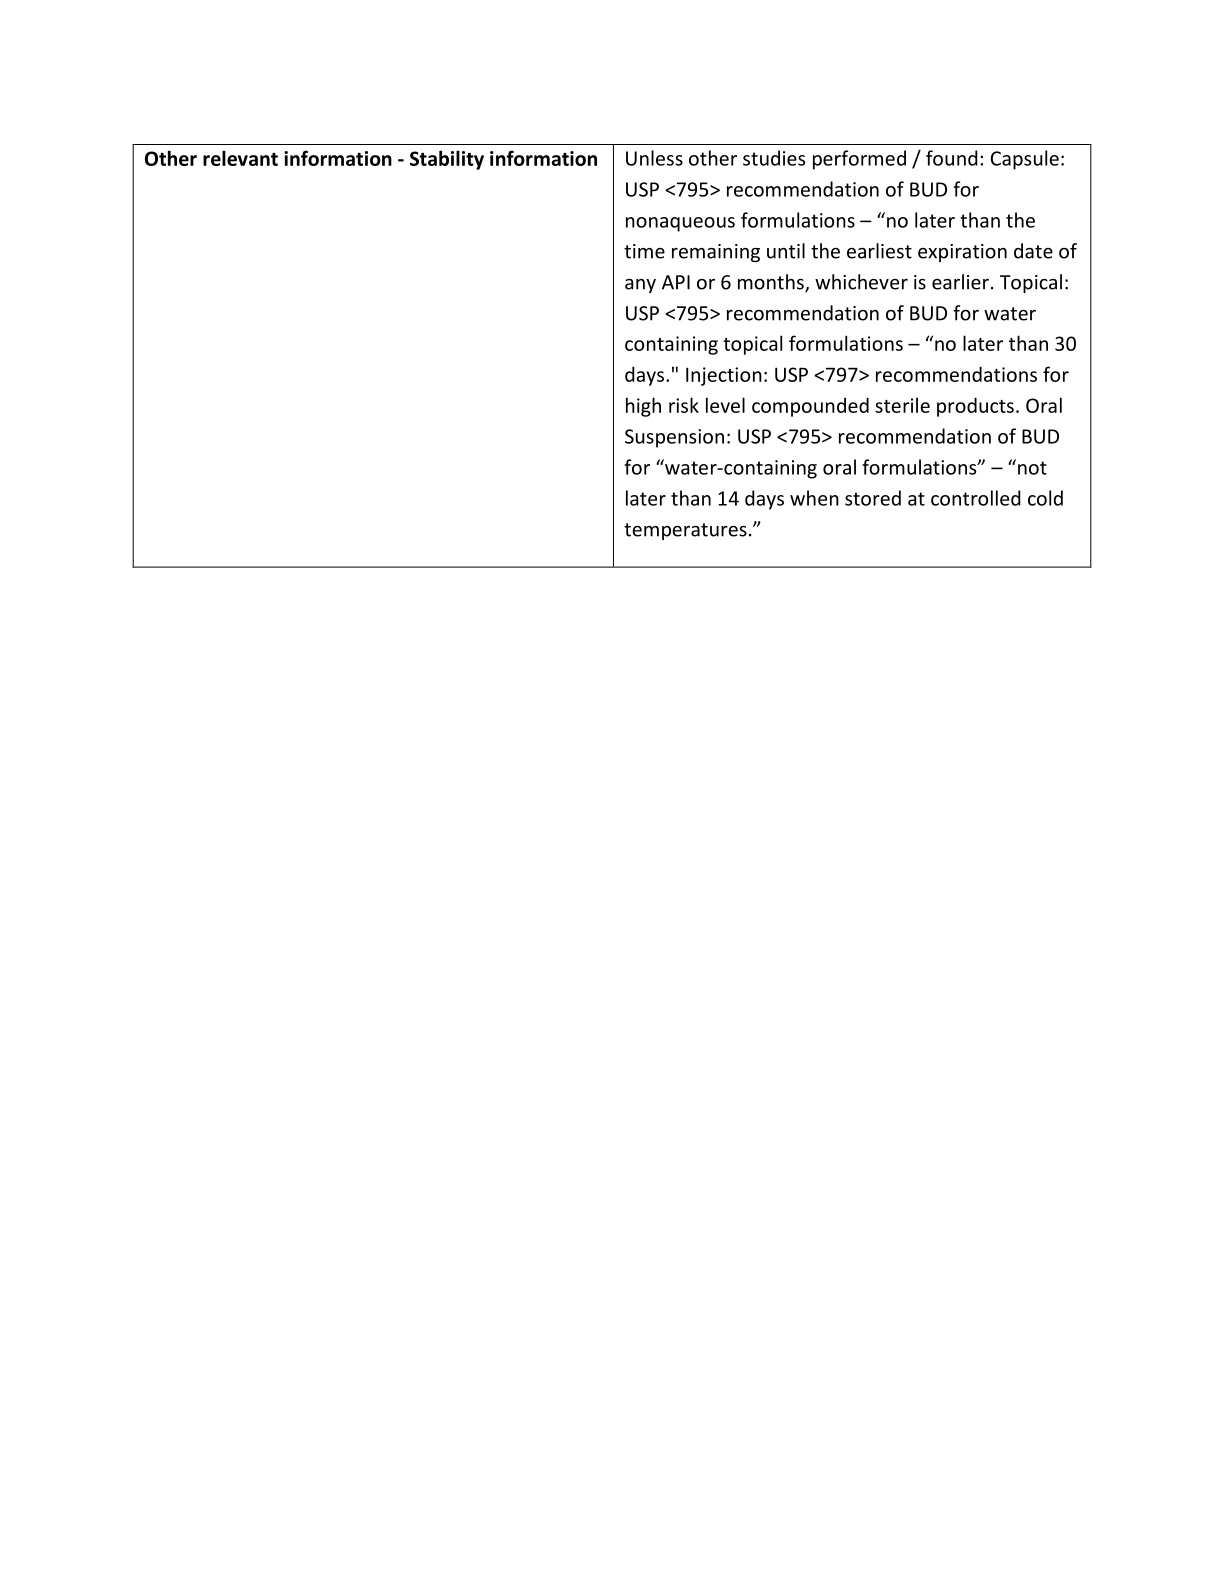 Other relevant information - Stability information
Unless other studies performed / found: Capsule:
USP <795> recommendation of BUD for
nonaqueous formulations – “no later than the
time remaining until the earliest expiration date of
any API or 6 months, whichever is earlier. Topical:
USP <795> recommendation of BUD for water
containing topical formulations – “no later than 30
days." Injection: USP <797> recommendations for
high risk level compounded sterile products. Oral
Suspension: USP <795> recommendation of BUD
for “water-containing oral formulations” – “not
later than 14 days when stored at controlled cold
temperatures.”